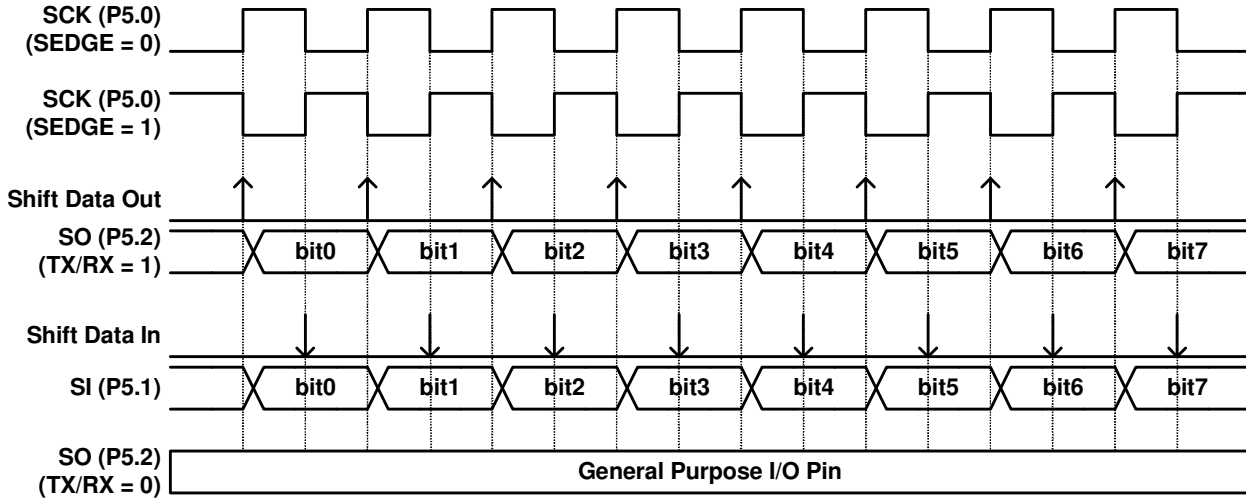 SCK (P5.0)
(SEDGE = 0)
SCK (P5.0)
(SEDGE = 1)
Shift Data Out
SO (P5.2)
(TX/RX = 1)
bit0 bit1 bit2 bit3 bit4 bit5 bit6 bit7
Shift Data In
SI (P5.1)
bit0 bit1 bit2 bit3 bit4 bit5 bit6 bit7
SO (P5.2)
(TX/RX = 0)
General Purpose I/O Pin